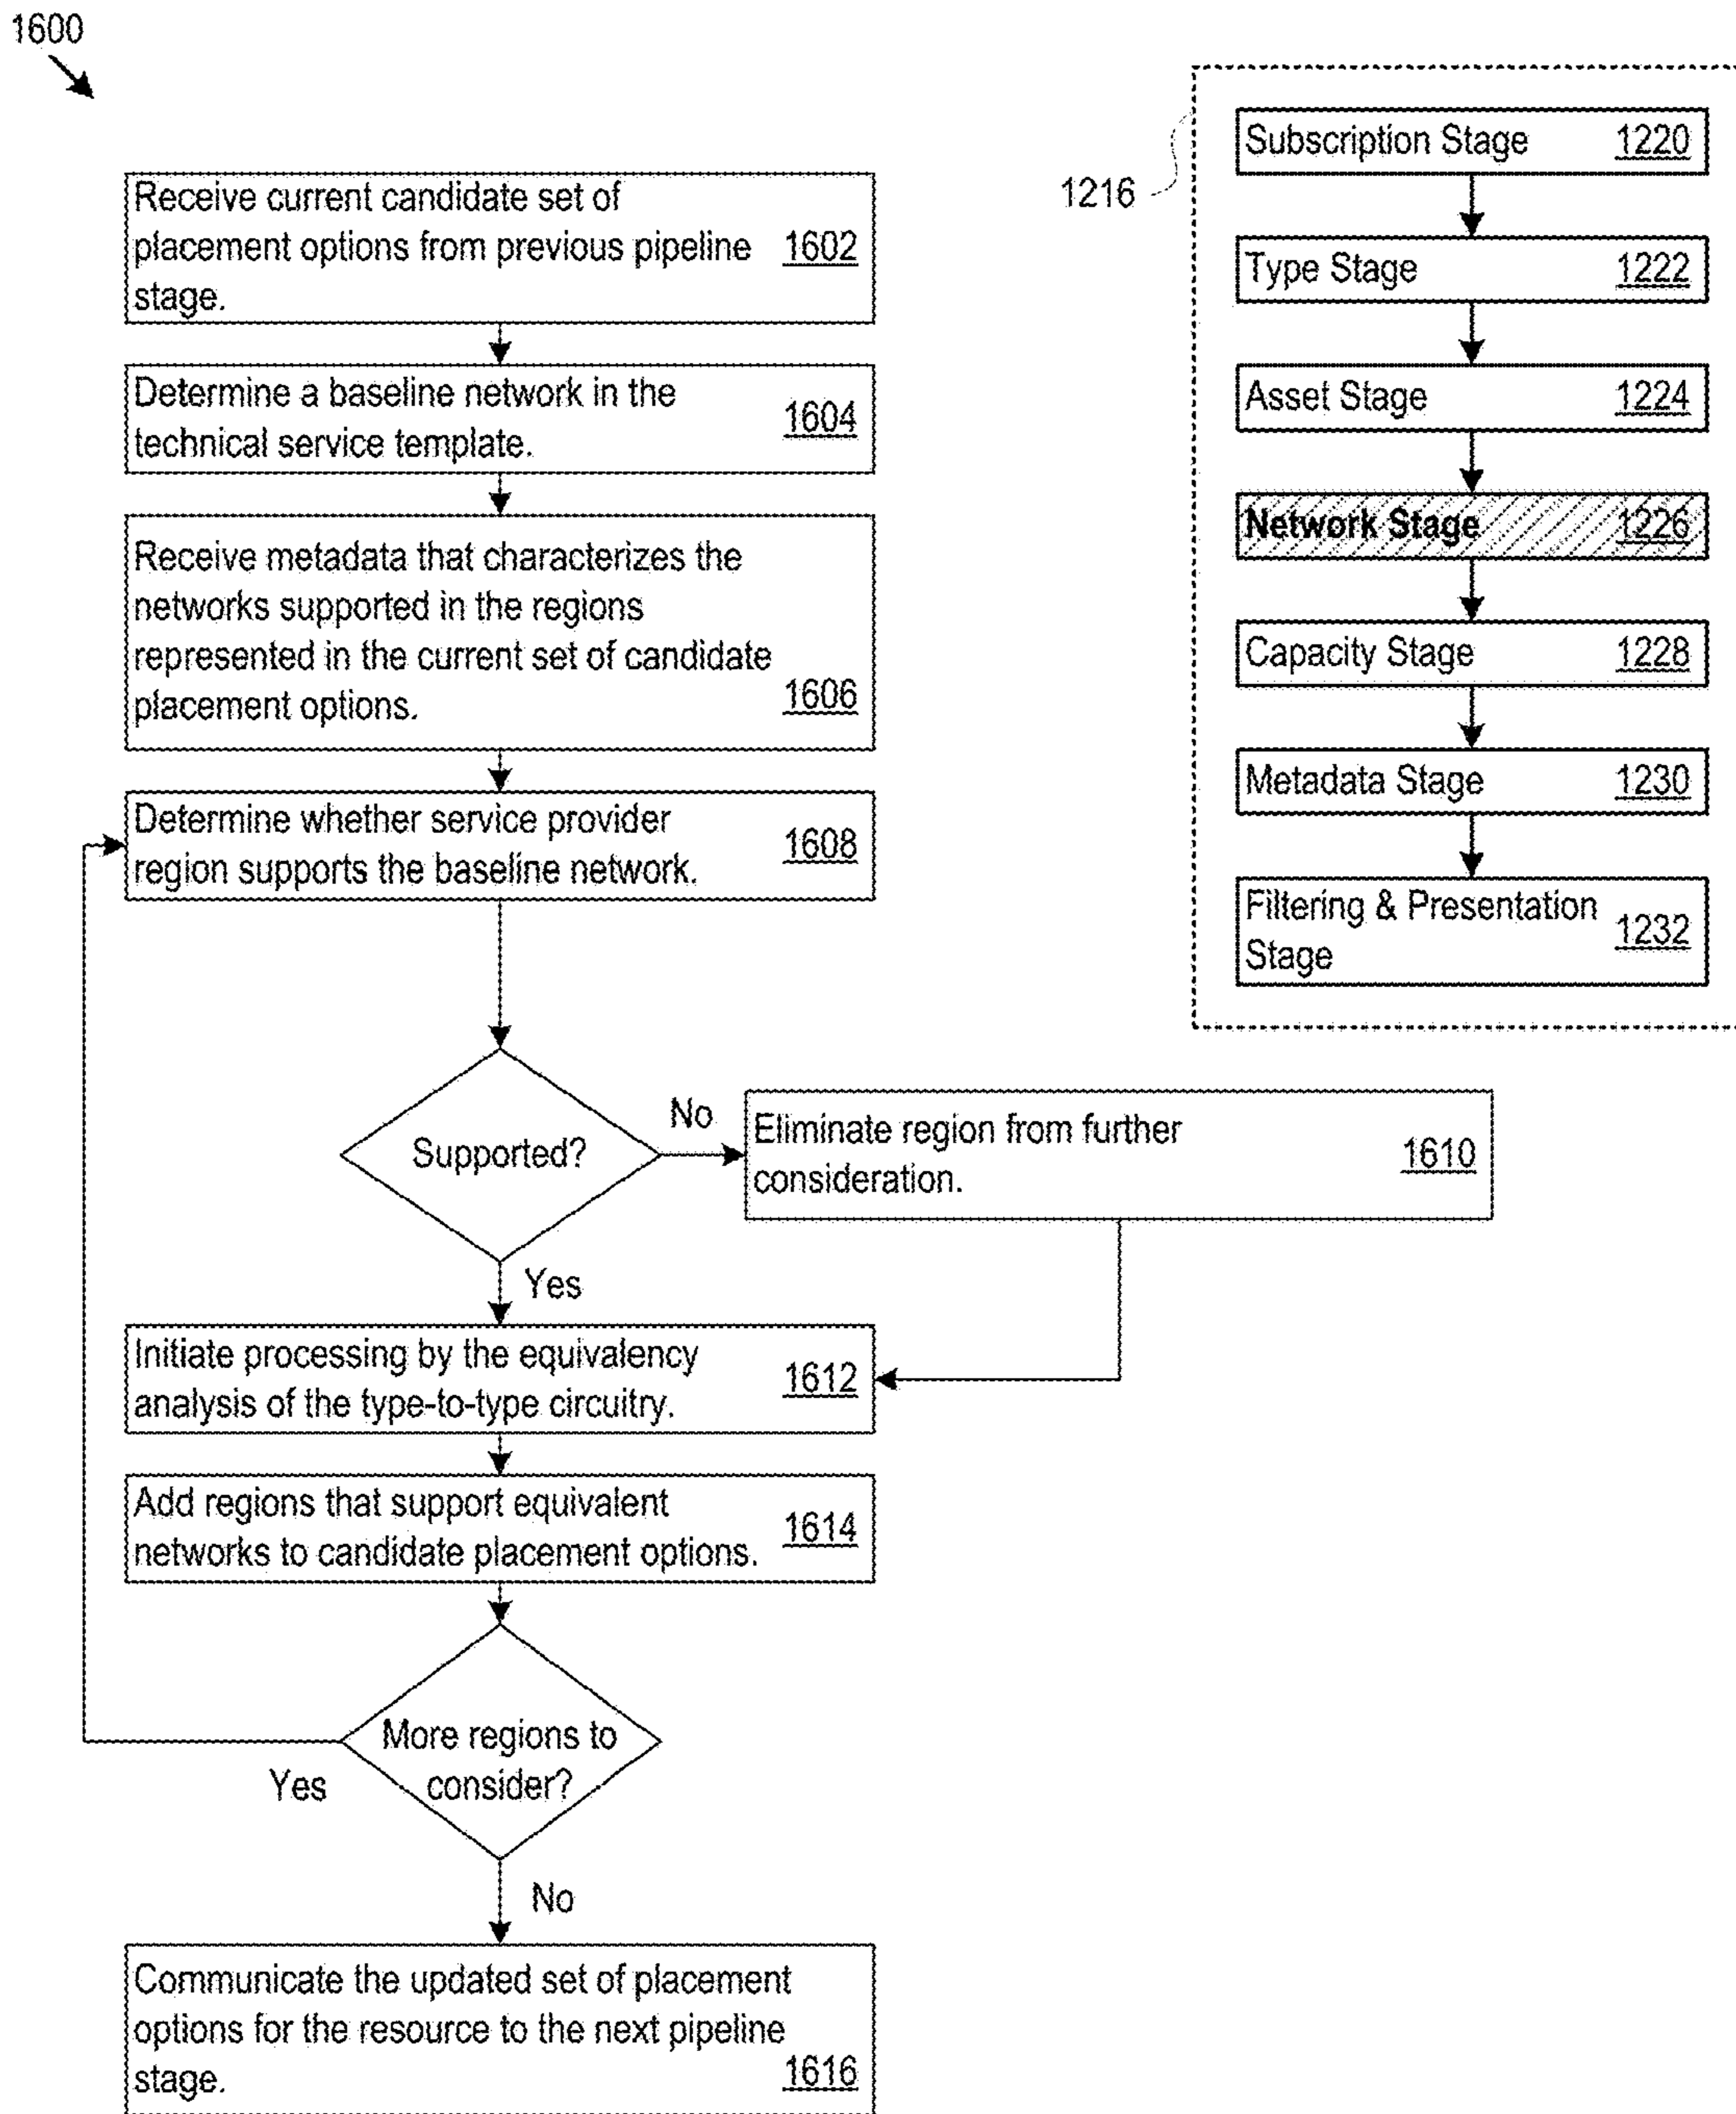 1600
Receive current candidate set of
placement options from previous pipeline 1602
stage.
Determine a baseline network in the
technical service template. 1604
Receive metadata that characterizes the
networks supported in the regions
represented in the current set of candidate
placement options. 1606
Determine whether service provider
region supports the baseline network. 1608
Supported?
No
Eliminate region from further
consideration. 1610
Yes
Initiate processing by the equivalency
analysis of the type-to-type circuitry. 1612
Add regions that support equivalent
networks to candidate placement options. 1614
More regions to
consider?
Yes
No
Communicate the updated set of placement
options for the resource to the next pipeline
stage. 1616
1216
Subscription Stage 1220
Type Stage 1222
Asset Stage 1224
Network Stage 1226
Capacity Stage 1228
Metadata Stage 1230
Filtering & Presentation
Stage 1232